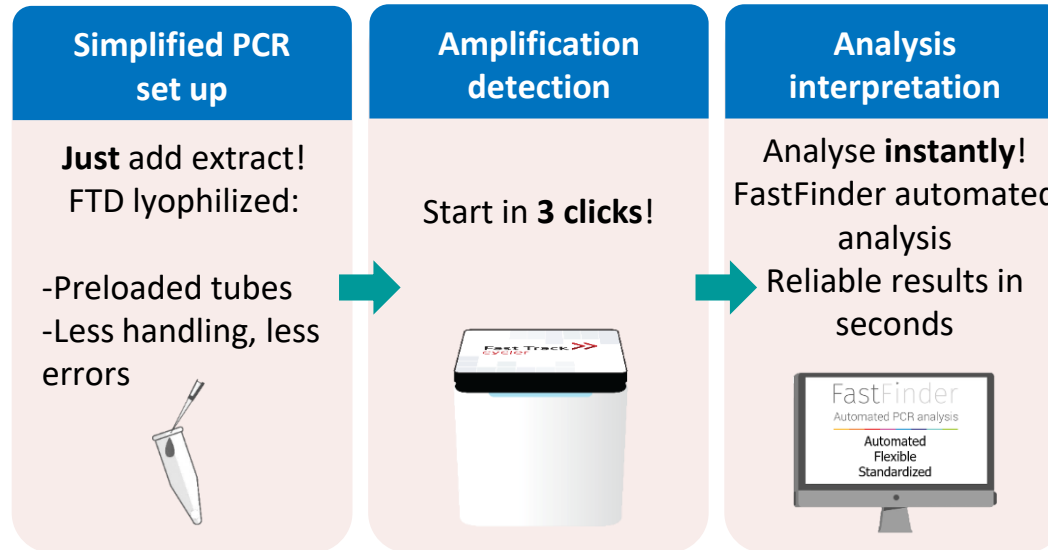 Simplified PCR
set up
Just add extract!
FTD lyophilized:
-Preloaded tubes
-Less handling, less
errors
Amplification
detection
Start in 3 clicks!
Fast Track
cycler
Analysis
interpretation
Analyse instantly!
FastFinder automated
analysis
Reliable results in
seconds
FastFinder
Automated PCR analysis
Automated
Flexible
Standardized